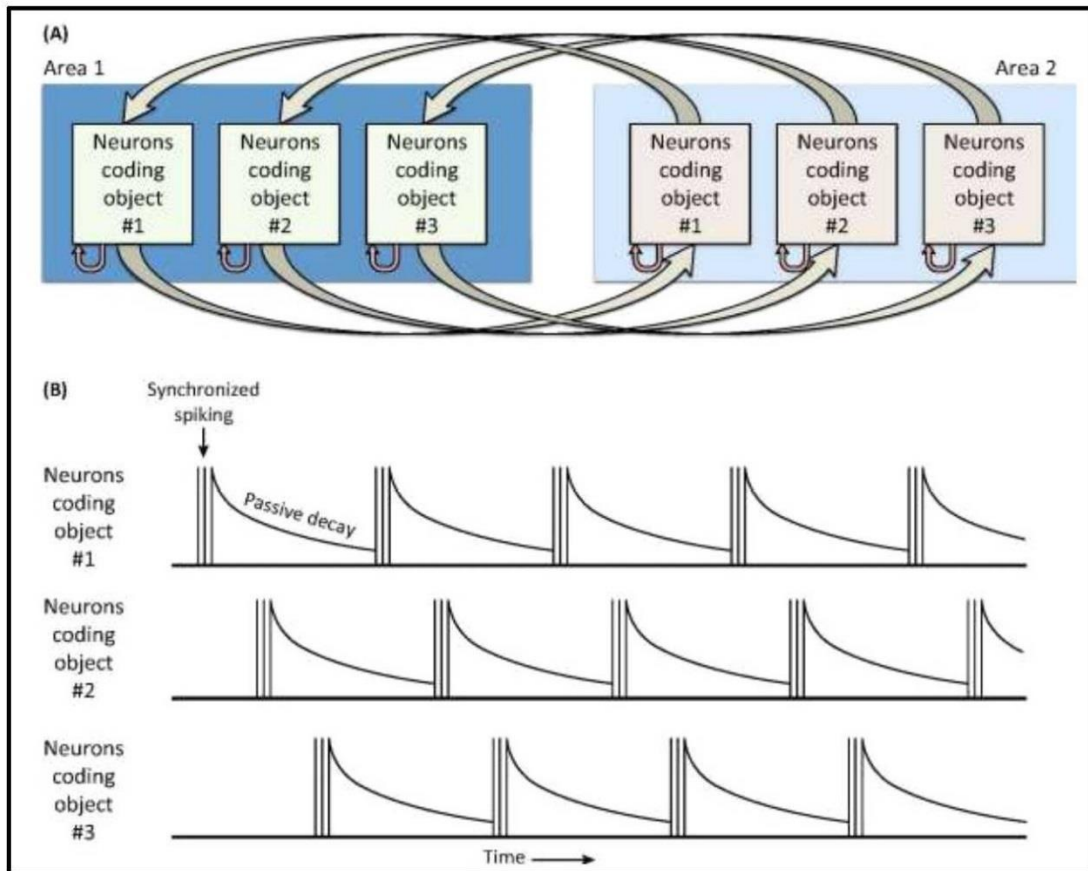 (A)
Area 1
Area 2
Neurons
coding
object
#1
Neurons
coding
object
#2
Neurons
coding
object
#3
Neurons
coding
object
#1
Neurons
coding
object
#2
Neurons
coding
object
#3
(B)
Synchronized
spiking
Neurons
coding
object
#1
Passive decay
Neurons
coding
object
#2
Neurons
coding
object
#3
Time